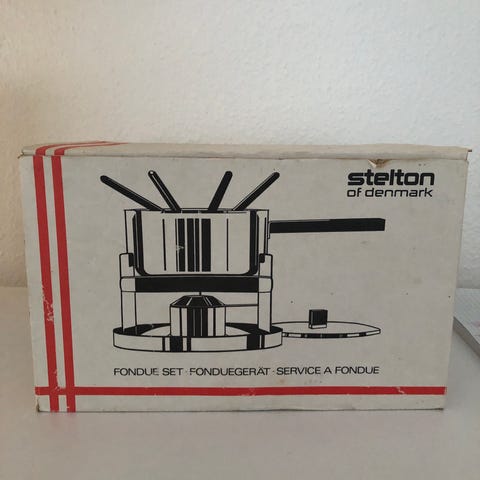 stelton
of denmark
FONDUE SET · FONDUEGERÄT · SERVICE A FONDUE